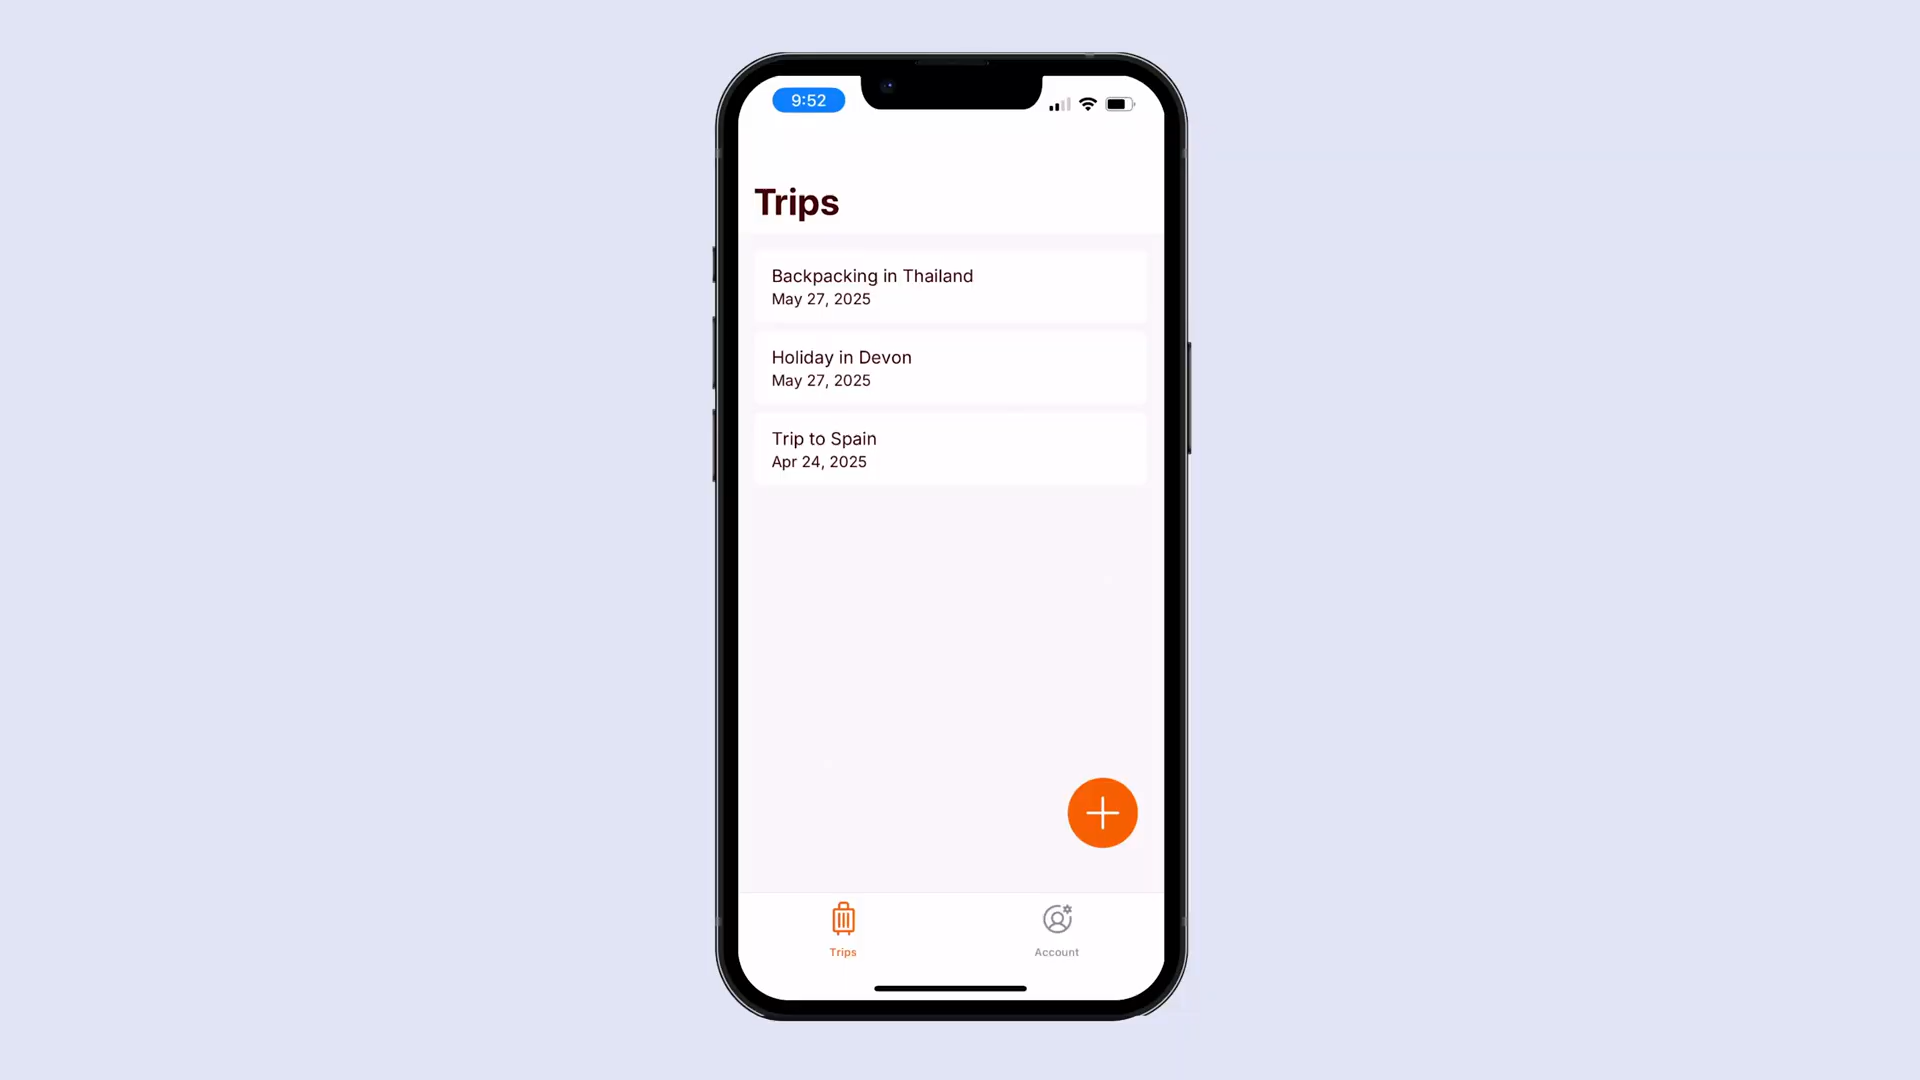 9:52
Trips
Backpacking in Thailand
May 27, 2025
Holiday in Devon
May 27, 2025
Trip to Spain
Apr 24, 2025
Trips
Account